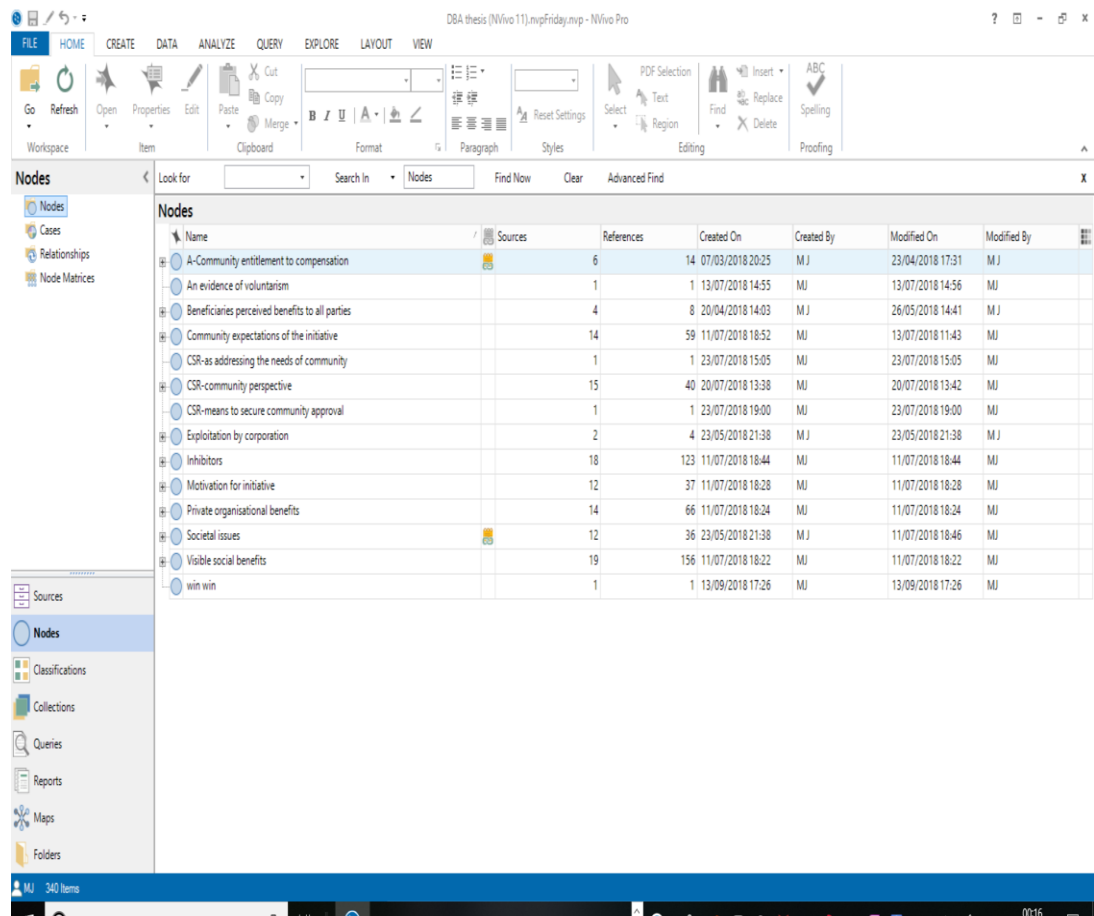 DBA thesis (NVivo 11).nvpFriday.nvp - NVivo Pro
FILE HOME CREATE DATA ANALYZE QUERY EXPLORE LAYOUT VIEW
Go Refresh Open Properties Edit Paste Cut Copy Merge
B I U A
Reset Settings
Select PDF Selection Text Region Find Insert Replace Delete ABC Spelling
Workspace Item Clipboard Format Paragraph Styles Editing Proofing
Nodes
Look for Search In Nodes Find Now Clear Advanced Find X
Nodes
Cases
Relationships
Node Matrices
Nodes
Name Sources References Created On Created By Modified On Modified By
A-Community entitlement to compensation 6 14 07/03/2018 20:25 M J 23/04/2018 17:31 M J
An evidence of voluntarism 1 1 13/07/2018 14:55 MJ 13/07/2018 14:56 MJ
Beneficiaries perceived benefits to all parties 4 8 20/04/2018 14:03 M J 26/05/2018 14:41 M J
Community expectations of the initiative 14 59 11/07/2018 18:52 MJ 13/07/2018 11:43 MJ
CSR-as addressing the needs of community 1 1 23/07/2018 15:05 MJ 23/07/2018 15:05 MJ
CSR-community perspective 15 40 20/07/2018 13:38 MJ 20/07/2018 13:42 MJ
CSR-means to secure community approval 1 1 23/07/2018 19:00 MJ 23/07/2018 19:00 MJ
Exploitation by corporation 2 4 23/05/2018 21:38 M J 23/05/2018 21:38 M J
Inhibitors 18 123 11/07/2018 18:44 MJ 11/07/2018 18:44 MJ
Motivation for initiative 12 37 11/07/2018 18:28 MJ 11/07/2018 18:28 MJ
Private organisational benefits 14 66 11/07/2018 18:24 MJ 11/07/2018 18:24 MJ
Societal issues 12 36 23/05/2018 21:38 M J 11/07/2018 18:46 MJ
Visible social benefits 19 156 11/07/2018 18:22 MJ 11/07/2018 18:22 MJ
win win 1 1 13/09/2018 17:26 MJ 13/09/2018 17:26 MJ
Sources
Nodes
Classifications
Collections
Queries
Reports
Maps
Folders
MJ 340 Items
00:16